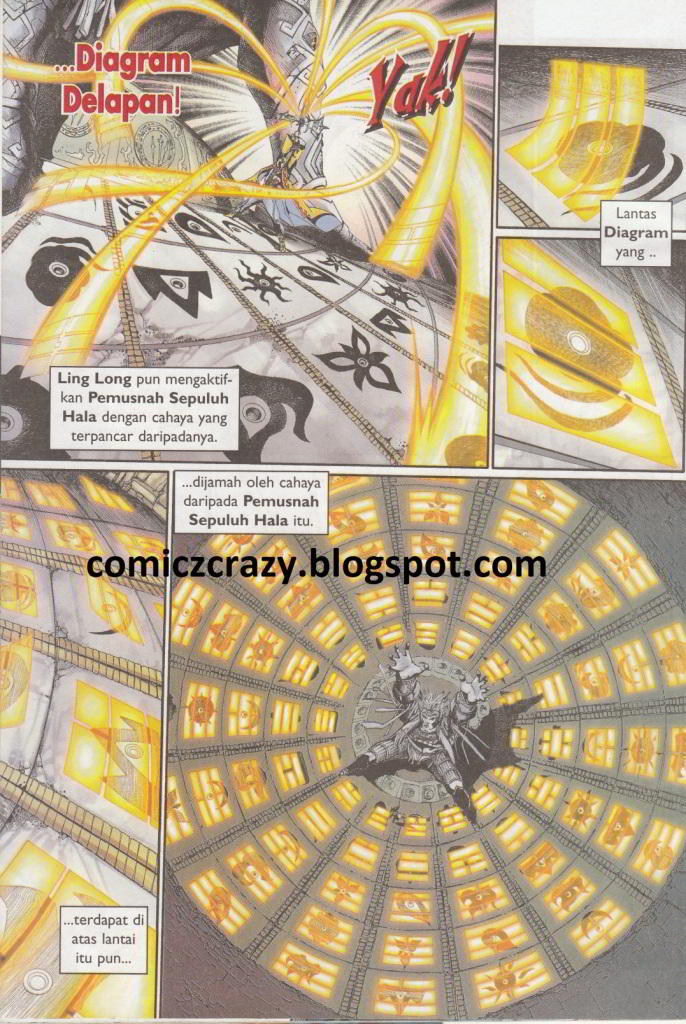 ...Diagram
Delapan!
Yak!
Ling Long pun mengaktif-
kan Pemusnah Sepuluh
Hala dengan cahaya yang
terpancar daripadanya.
Lantas
Diagram
yang ..
...terdapat di
atas lantai
itu pun...
...dijamah oleh cahaya
daripada Pemusnah
Sepuluh Hala itu.
comiczcrazy.blogspot.com